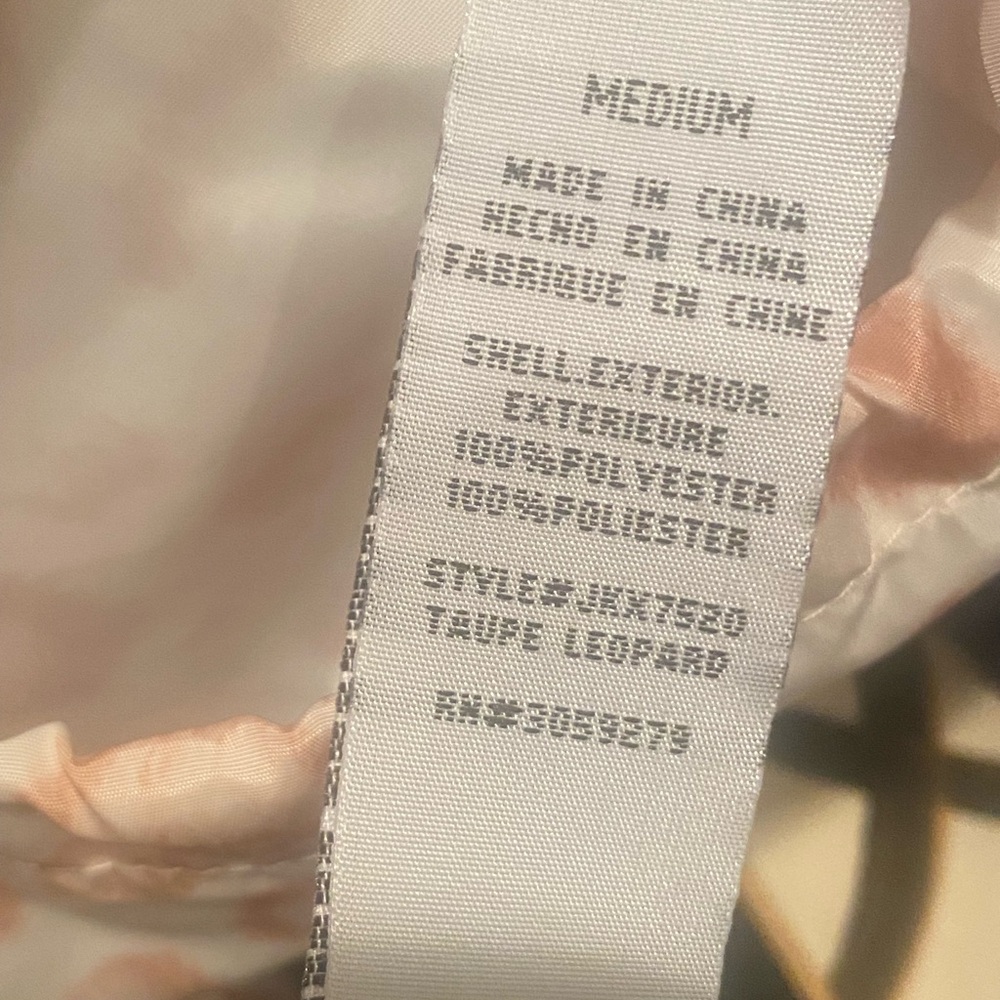 MEDIUM
MADE IN CHINA
HECHO EN CHINA
FABRIQUE EN CHINE
SHELL.EXTERIOR.
EXTERIEURE
100%POLYESTER
100%POLIESTER
STYLE#JKX7520
TAUPE LEOPARD
RN#3059279